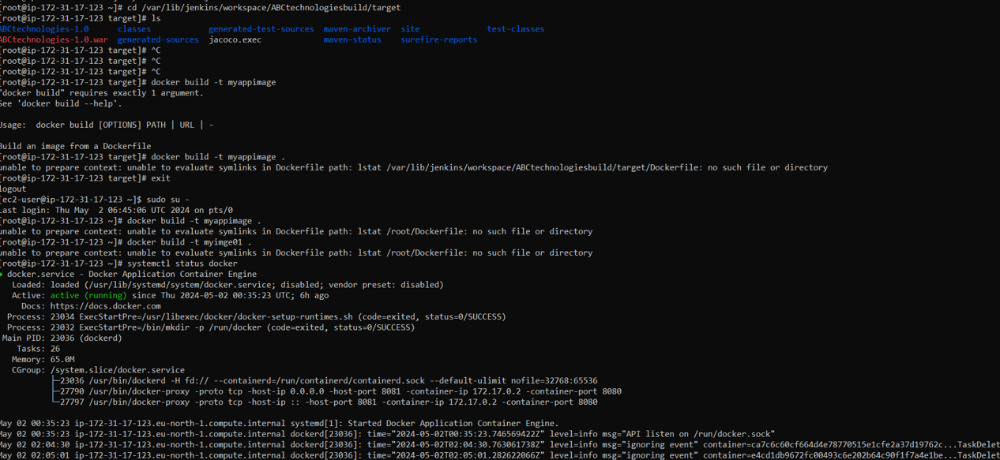 [root@ip-172-31-17-123 ~]# cd /var/lib/jenkins/workspace/ABCtechnologiesbuild/target
[root@ip-172-31-17-123 target]# ls
ABCtechnologies-1.0 classes generated-test-sources maven-archiver site test-classes
ABCtechnologies-1.0.war generated-sources jacoco.exec maven-status surefire-reports
[root@ip-172-31-17-123 target]# ^C
[root@ip-172-31-17-123 target]# ^C
[root@ip-172-31-17-123 target]# ^C
[root@ip-172-31-17-123 target]# docker build -t myappimage
"docker build" requires exactly 1 argument.
See 'docker build --help'.
Usage:  docker build [OPTIONS] PATH | URL | -
Build an image from a Dockerfile
[root@ip-172-31-17-123 target]# docker build -t myappimage .
unable to prepare context: unable to evaluate symlinks in Dockerfile path: lstat /var/lib/jenkins/workspace/ABCtechnologiesbuild/target/Dockerfile: no such file or directory
[root@ip-172-31-17-123 target]# exit
logout
[ec2-user@ip-172-31-17-123 ~]$ sudo su -
Last login: Thu May  2 06:45:06 UTC 2024 on pts/0
[root@ip-172-31-17-123 ~]# docker build -t myappimage .
unable to prepare context: unable to evaluate symlinks in Dockerfile path: lstat /root/Dockerfile: no such file or directory
[root@ip-172-31-17-123 ~]# docker build -t myimge01 .
unable to prepare context: unable to evaluate symlinks in Dockerfile path: lstat /root/Dockerfile: no such file or directory
[root@ip-172-31-17-123 ~]# systemctl status docker
● docker.service - Docker Application Container Engine
Loaded: loaded (/usr/lib/systemd/system/docker.service; disabled; vendor preset: disabled)
Active: active (running) since Thu 2024-05-02 00:35:23 UTC; 6h ago
Docs: https://docs.docker.com
Process: 23034 ExecStartPre=/usr/libexec/docker/docker-setup-runtimes.sh (code=exited, status=0/SUCCESS)
Process: 23032 ExecStartPre=/bin/mkdir -p /run/docker (code=exited, status=0/SUCCESS)
Main PID: 23036 (dockerd)
Tasks: 26
Memory: 65.0M
CGroup: /system.slice/docker.service
├─23036 /usr/bin/dockerd -H fd:// --containerd=/run/containerd/containerd.sock --default-ulimit nofile=32768:65536
├─27790 /usr/bin/docker-proxy -proto tcp -host-ip 0.0.0.0 -host-port 8081 -container-ip 172.17.0.2 -container-port 8080
└─27797 /usr/bin/docker-proxy -proto tcp -host-ip :: -host-port 8081 -container-ip 172.17.0.2 -container-port 8080
May 02 00:35:23 ip-172-31-17-123.eu-north-1.compute.internal systemd[1]: Started Docker Application Container Engine.
May 02 00:35:23 ip-172-31-17-123.eu-north-1.compute.internal dockerd[23036]: time="2024-05-02T00:35:23.746569422Z" level=info msg="API listen on /run/docker.sock"
May 02 02:04:30 ip-172-31-17-123.eu-north-1.compute.internal dockerd[23036]: time="2024-05-02T02:04:30.763061738Z" level=info msg="ignoring event" container=ca7c6c60cf664d4e78770515e1cfe2a37d19762c...TaskDelet
May 02 02:05:01 ip-172-31-17-123.eu-north-1.compute.internal dockerd[23036]: time="2024-05-02T02:05:01.282622066Z" level=info msg="ignoring event" container=e4cd1db9672fc00493c6e202b64c90f1ff7a4e1be...TaskDelet